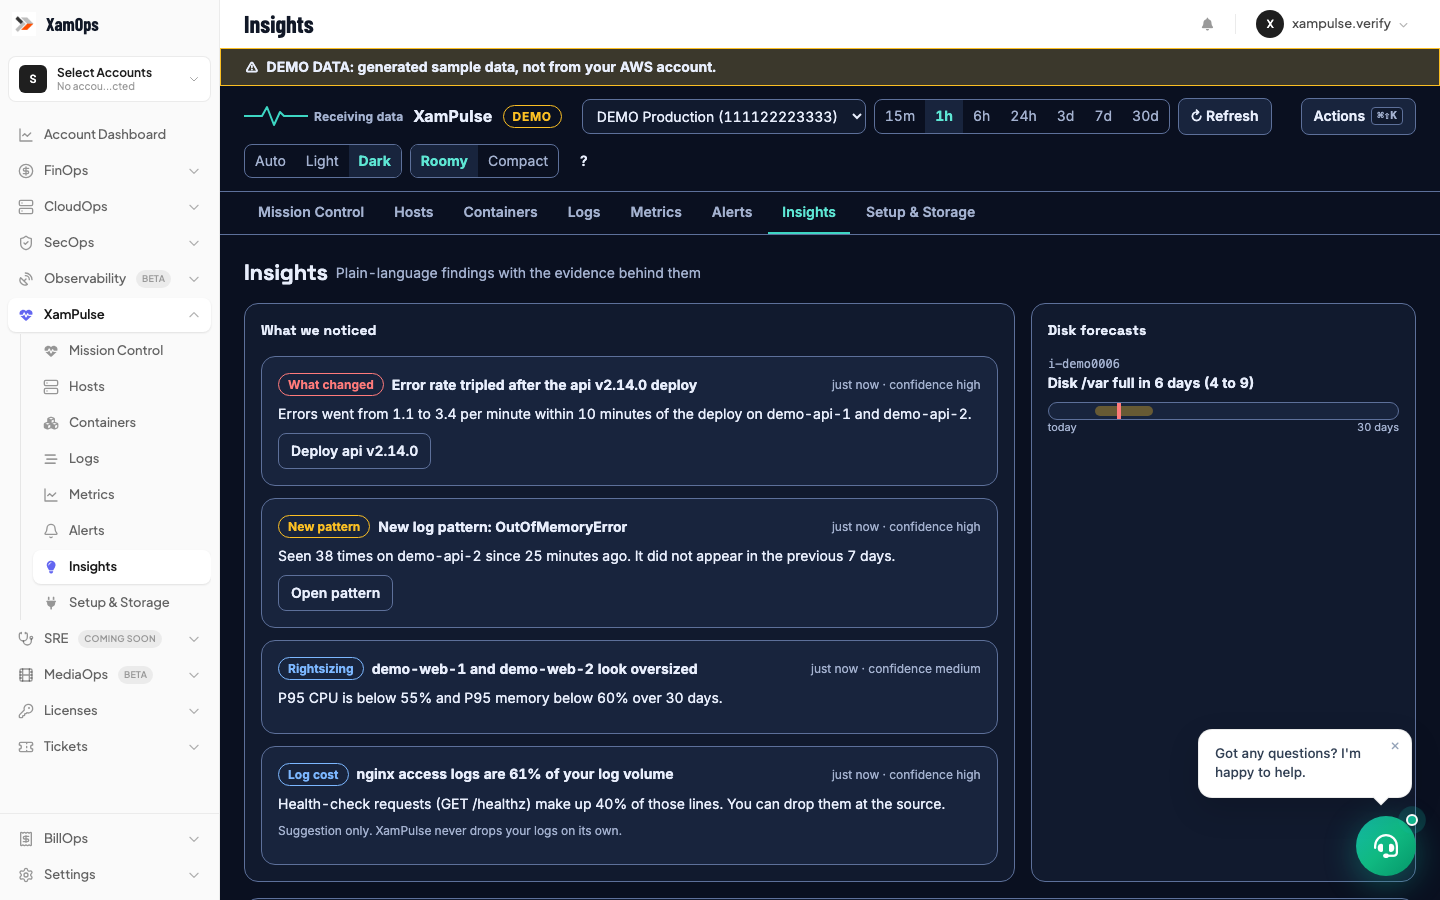 XamOps
S
Select Accounts
No accou...cted
Account Dashboard
FinOps
CloudOps
SecOps
Observability BETA
XamPulse
Mission Control
Hosts
Containers
Logs
Metrics
Alerts
Insights
Setup & Storage
SRE COMING SOON
MediaOps BETA
Licenses
Tickets
BillOps
Settings
Insights
X xampulse.verify
DEMO DATA: generated sample data, not from your AWS account.
Receiving data XamPulse DEMO DEMO Production (111122223333) 15m 1h 6h 24h 3d 7d 30d ↻ Refresh Actions ⌘⇧K
Auto Light Dark Roomy Compact ?
Mission Control Hosts Containers Logs Metrics Alerts Insights Setup & Storage
Insights Plain-language findings with the evidence behind them
What we noticed
What changed Error rate tripled after the api v2.14.0 deploy just now · confidence high
Errors went from 1.1 to 3.4 per minute within 10 minutes of the deploy on demo-api-1 and demo-api-2.
Deploy api v2.14.0
New pattern New log pattern: OutOfMemoryError just now · confidence high
Seen 38 times on demo-api-2 since 25 minutes ago. It did not appear in the previous 7 days.
Open pattern
Rightsizing demo-web-1 and demo-web-2 look oversized just now · confidence medium
P95 CPU is below 55% and P95 memory below 60% over 30 days.
Log cost nginx access logs are 61% of your log volume just now · confidence high
Health-check requests (GET /healthz) make up 40% of those lines. You can drop them at the source.
Suggestion only. XamPulse never drops your logs on its own.
Disk forecasts
i-demo0006
Disk /var full in 6 days (4 to 9)
today 30 days
Got any questions? I'm ×
happy to help.